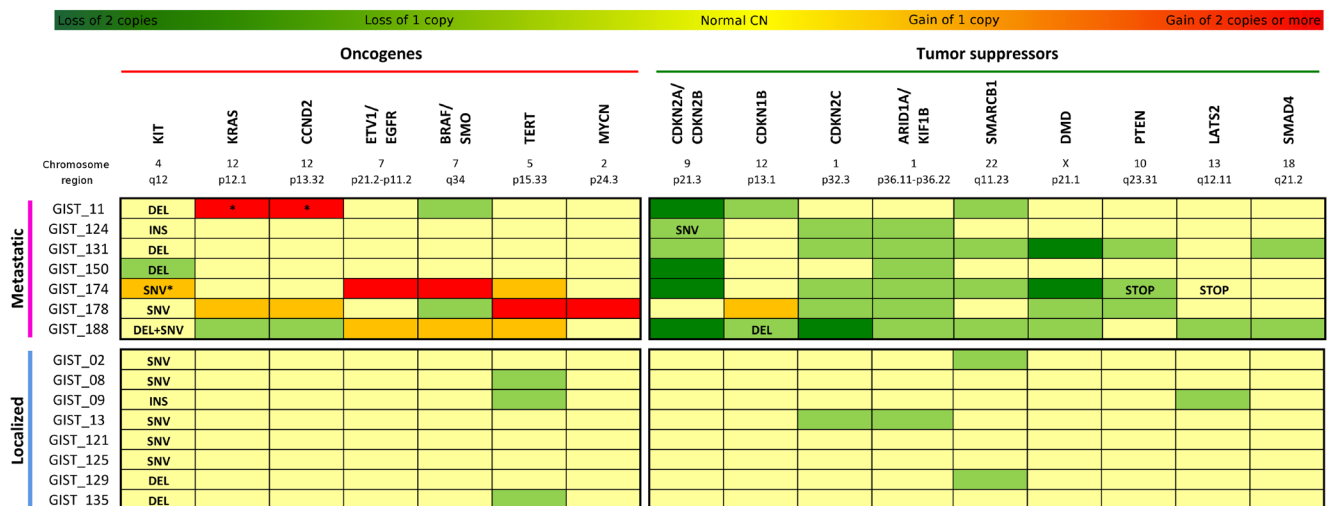 Loss of 2 copies Loss of 1 copy Normal CN Gain of 1 copy Gain of 2 copies or more
Oncogenes Tumor suppressors
KIT KRAS CCND2 ETV1/ EGFR BRAF/ SMO TERT MYCN CDKN2A/ CDKN2B CDKN1B CDKN2C ARID1A/ KIF1B SMARCB1 DMD PTEN LATS2 SMAD4
Chromosome 4 12 12 7 7 5 2 9 12 1 1 22 X 10 13 18
region q12 p12.1 p13.32 p21.2-p11.2 q34 p15.33 p24.3 p21.3 p13.1 p32.3 p36.11-p36.22 q11.23 p21.1 q23.31 q12.11 q21.2
Metastatic
GIST_11 DEL * *
GIST_124 INS SNV
GIST_131 DEL
GIST_150 DEL
GIST_174 SNV* STOP STOP
GIST_178 SNV
GIST_188 DEL+SNV DEL
Localized
GIST_02 SNV
GIST_08 SNV
GIST_09 INS
GIST_13 SNV
GIST_121 SNV
GIST_125 SNV
GIST_129 DEL
GIST_135 DEL